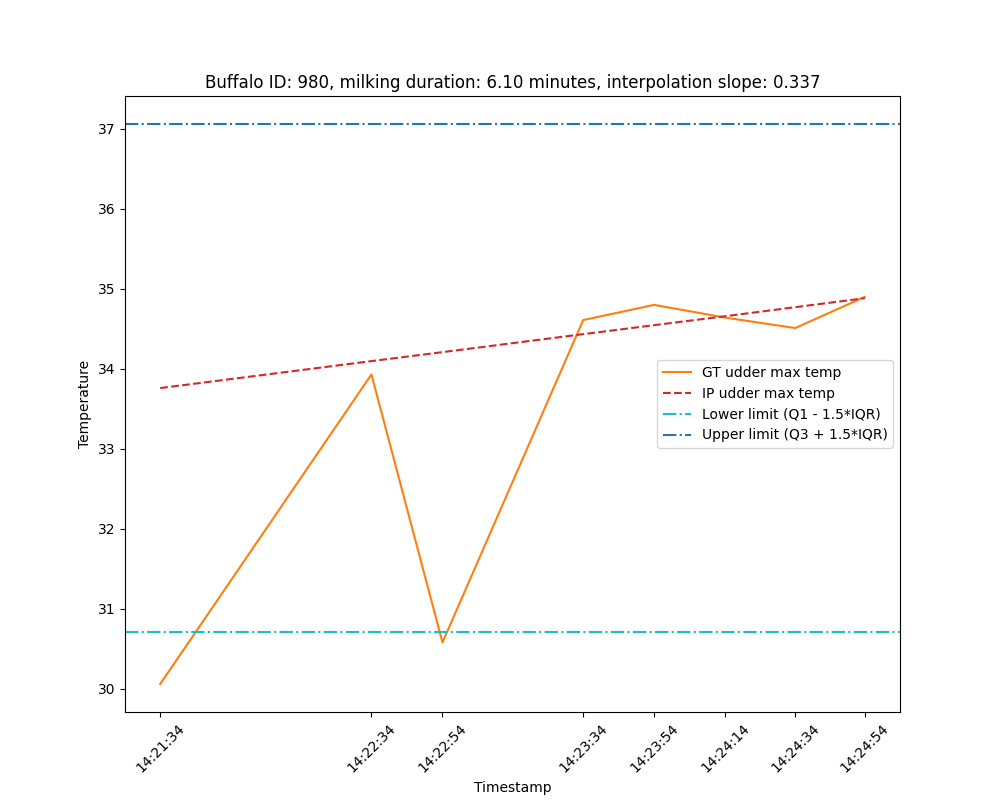 Buffalo ID: 980, milking duration: 6.10 minutes, interpolation slope: 0.337
37
36
35
34
33
32
31
30
Temperature
GT udder max temp
IP udder max temp
Lower limit (Q1 - 1.5*IQR)
Upper limit (Q3 + 1.5*IQR)
14:21:34
14:22:34
14:22:54
14:23:34
14:23:54
14:24:14
14:24:34
14:24:54
Timestamp